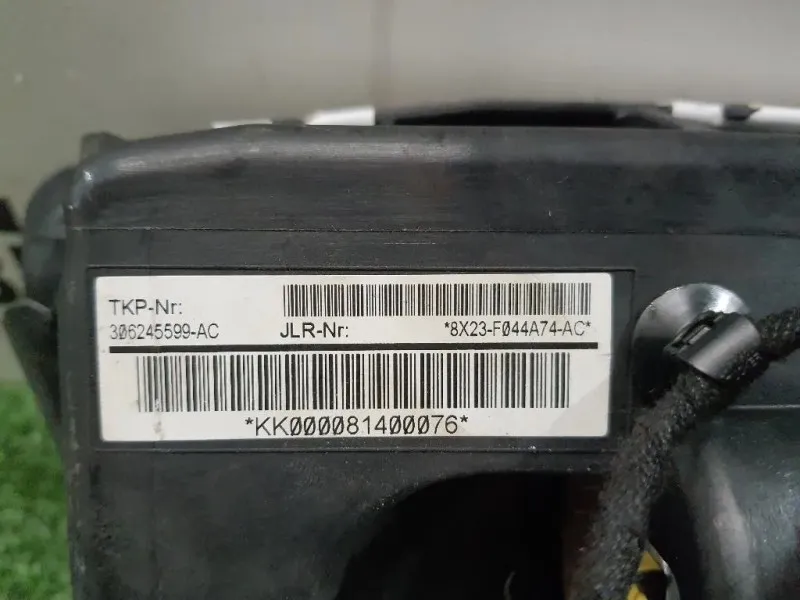 TKP-Nr:
306245599-AC JLR-Nr: *8X23-F044A74-AC*
*KK000081400076*